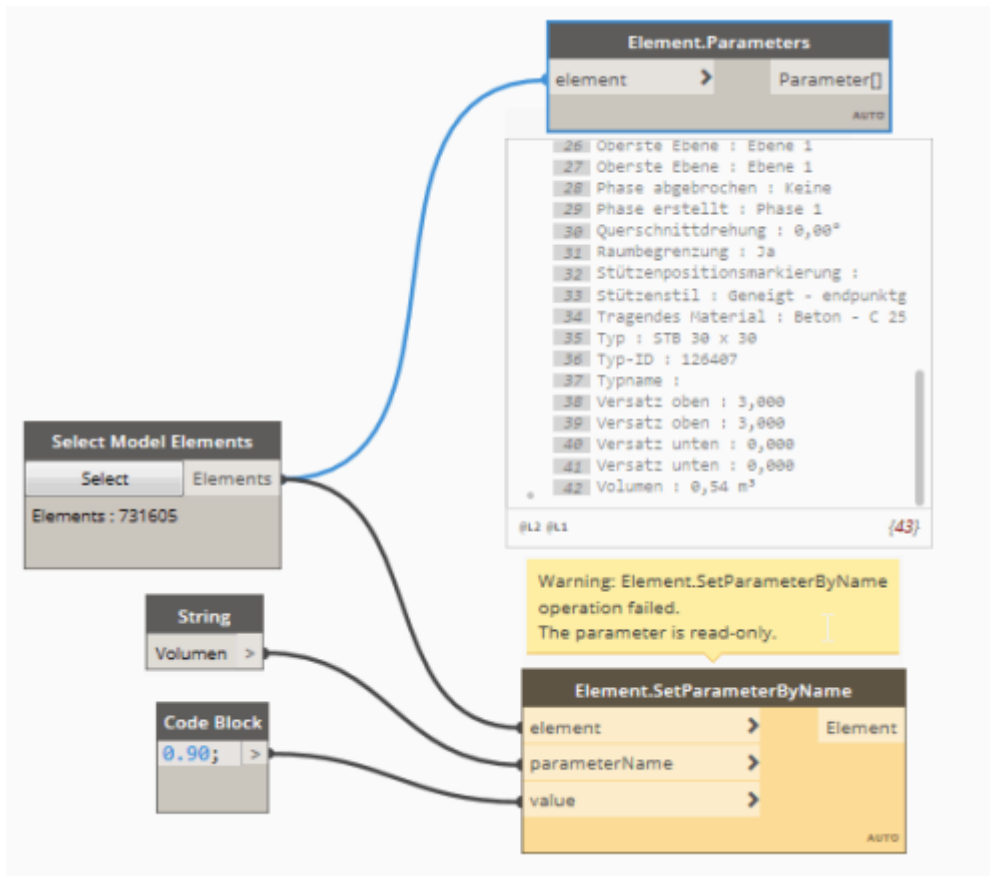 Element.Parameters
element > Parameter[]
AUTO
26 Oberste Ebene : Ebene 1
27 Oberste Ebene : Ebene 1
28 Phase abgebrochen : Keine
29 Phase erstellt : Phase 1
30 Querschnittdrehung : 0,00°
31 Raumbegrenzung : Ja
32 Stützenpositionsmarkierung :
33 Stützenstil : Geneigt - endpunktg
34 Tragendes Material : Beton - C 25
35 Typ : STB 30 x 30
36 Typ-ID : 126407
37 Typname :
38 Versatz oben : 3,000
39 Versatz oben : 3,000
40 Versatz unten : 0,000
41 Versatz unten : 0,000
42 Volumen : 0,54 m³
@L2 @L1 {43}
Select Model Elements
Select Elements
Elements : 731605
String
Volumen >
Code Block
0.90; >
Warning: Element.SetParameterByName
operation failed.
The parameter is read-only.
Element.SetParameterByName
element > Element
parameterName >
value >
AUTO